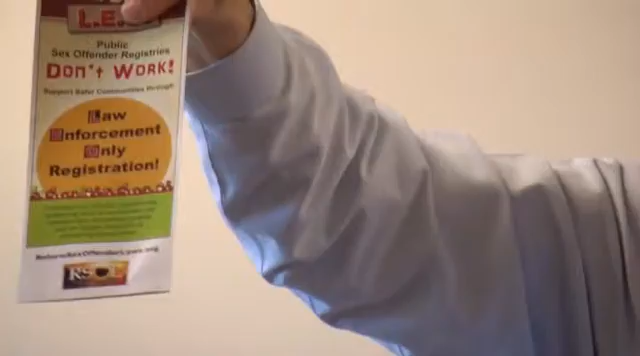 L.E.
Public
Sex Offender Registries
Don't Work!
Support Safer Communities through
Law
Enforcement
Only
Registration!
ReformSexOffenderLaws.org
RSOL